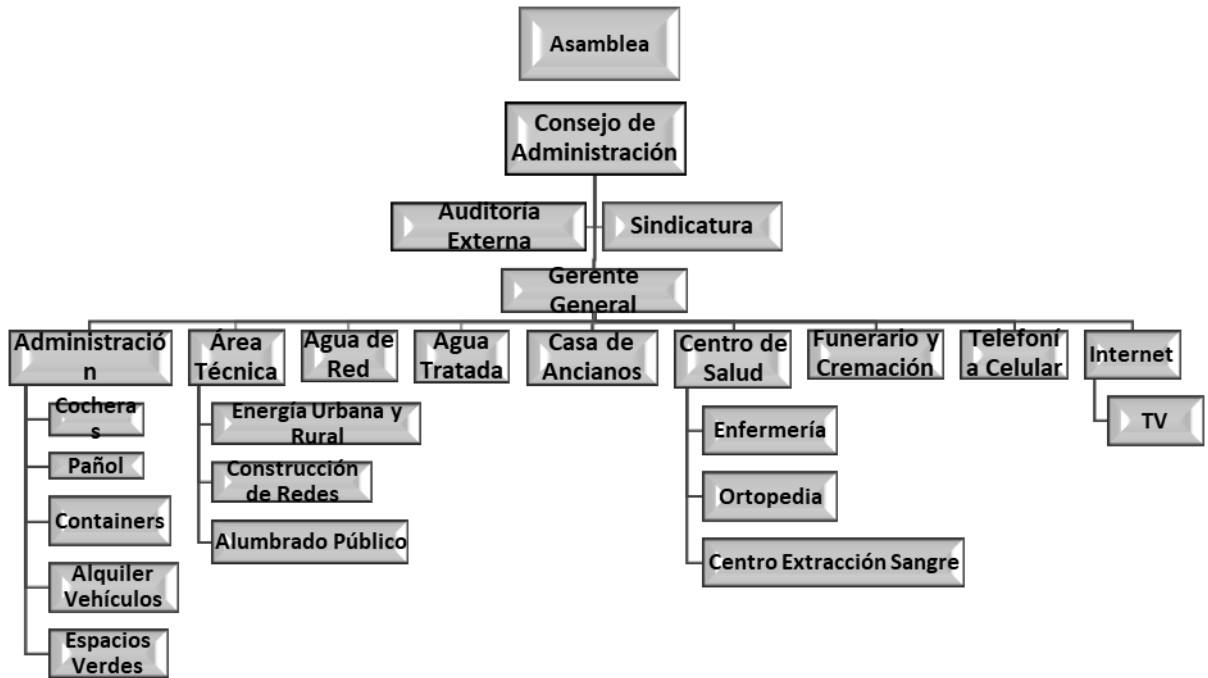 Asamblea
Consejo de
Administración
Auditoría
Externa
Sindicatura
Gerente
General
Administració
n
Área
Técnica
Agua de
Red
Agua
Tratada
Casa de
Ancianos
Centro de
Salud
Funerario y
Cremación
Telefoní
a Celular
Internet
Cochera
s
Pañol
Containers
Alquiler
Vehículos
Espacios
Verdes
Energía Urbana y
Rural
Construcción
de Redes
Alumbrado Público
Enfermería
Ortopedia
Centro Extracción Sangre
TV